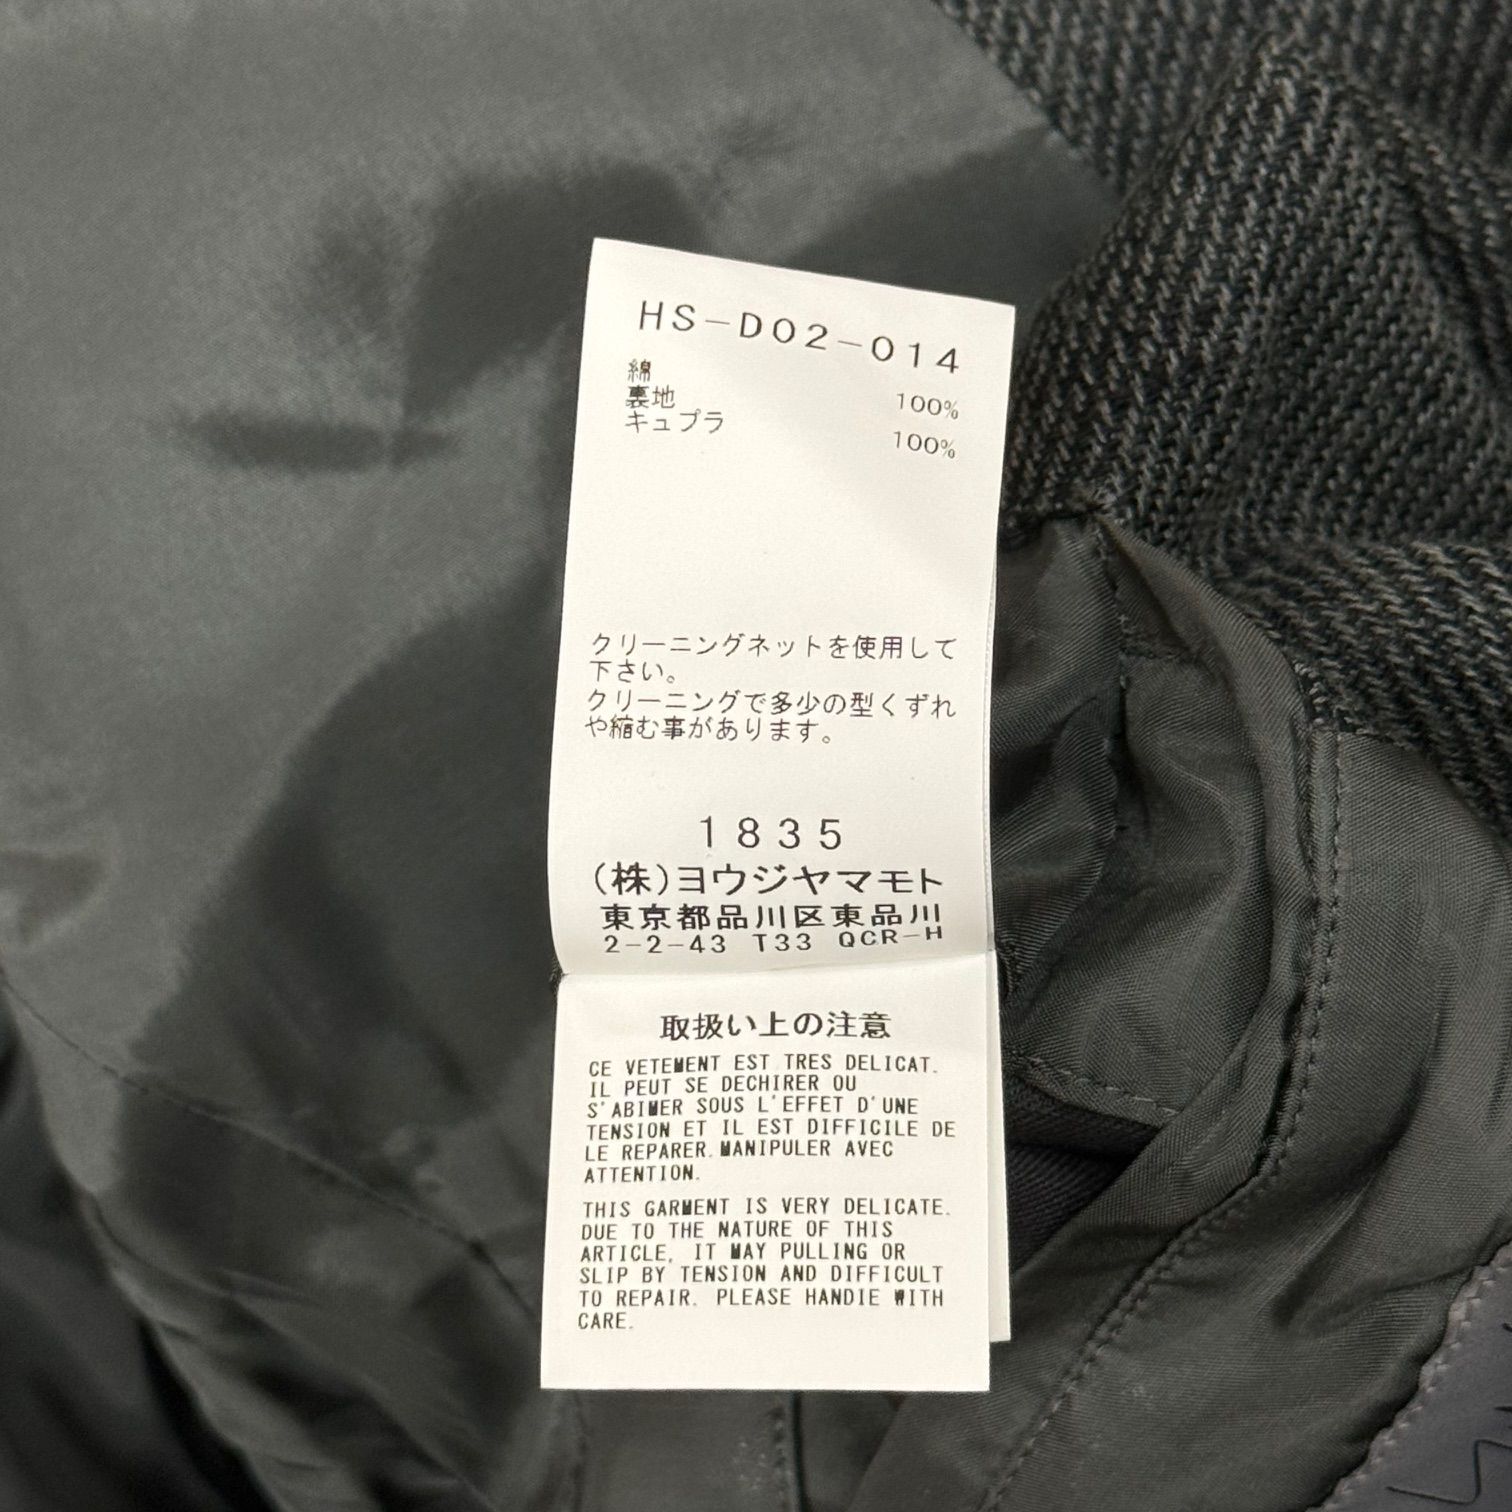 HS-D02-014
綿 100%
裏地
キュプラ 100%
クリーニングネットを使用して
下さい。
クリーニングで多少の型くずれ
や縮む事があります。
1835
(株)ヨウジヤマモト
東京都品川区東品川
2-2-43 T33 QCR-H
取扱い上の注意
CE VETEMENT EST TRES DELICAT.
IL PEUT SE DECHIRER OU
S'ABIMER SOUS L'EFFET D'UNE
TENSION ET IL EST DIFFICILE DE
LE REPARER. MANIPULER AVEC
ATTENTION.
THIS GARMENT IS VERY DELICATE.
DUE TO THE NATURE OF THIS
ARTICLE, IT MAY PULLING OR
SLIP BY TENSION AND DIFFICULT
TO REPAIR. PLEASE HANDIE WITH
CARE.